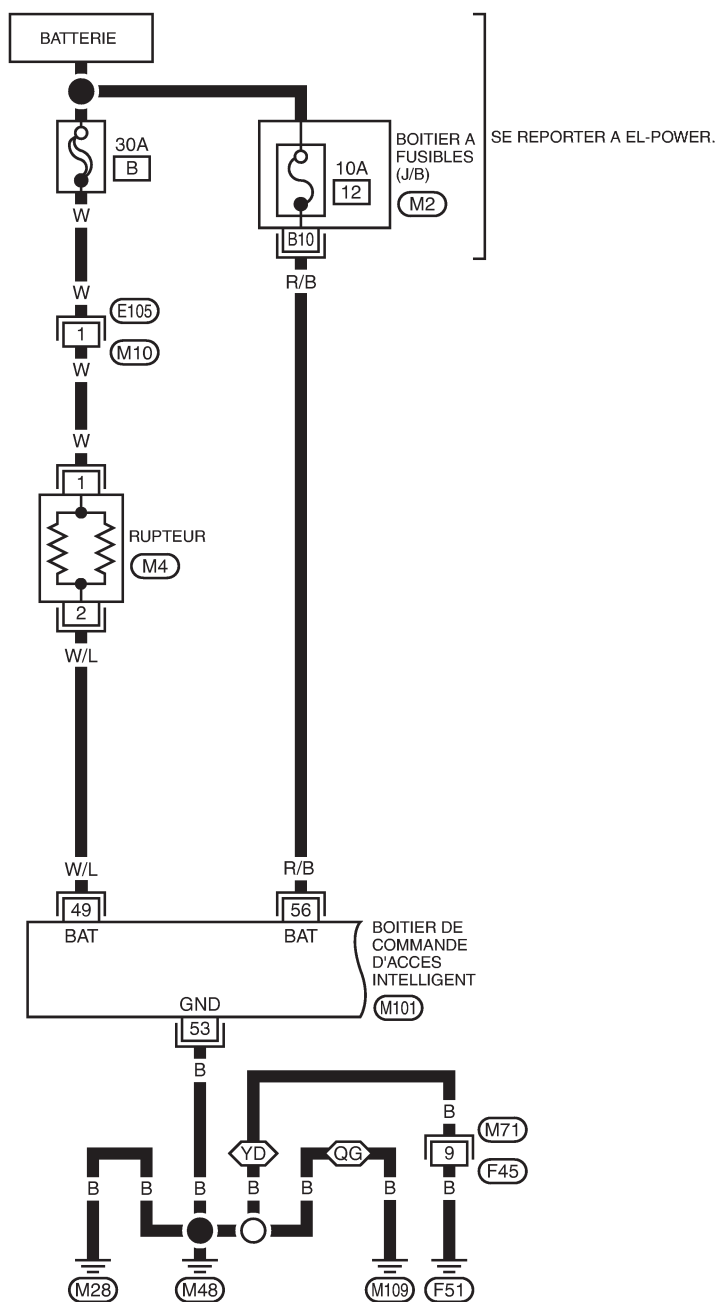 BATTERIE
30A
B
10A
12
BOITIER A
FUSIBLES
(J/B)
M2
SE REPORTER A EL-POWER.
B10
W
R/B
W
E105
1
M10
W
W
1
RUPTEUR
M4
2
W/L
W/L
R/B
49
56
BAT
BAT
BOITIER DE
COMMANDE
D'ACCES
INTELLIGENT
M101
GND
53
B
B
M71
YD
QG
9
F45
B
B
B
B
B
B
B
M28
M48
M109
F51